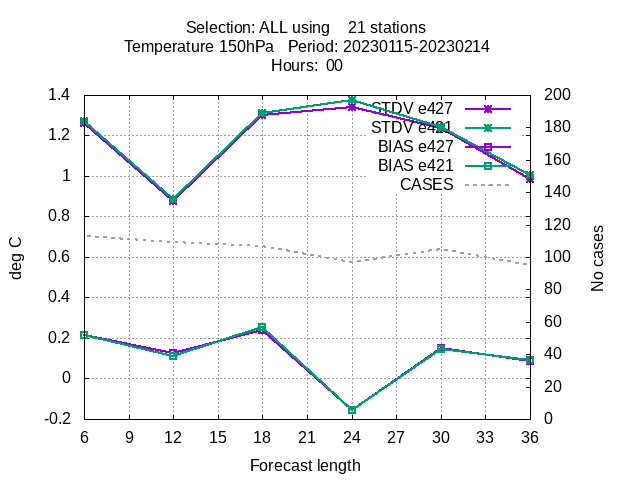 Selection: ALL using    21 stations
Temperature 150hPa   Period: 20230115-20230214
Hours:  00
1.4
1.2
1
0.8
0.6
0.4
0.2
0
-0.2
deg C
STDV e427
STDV e421
BIAS e427
BIAS e421
CASES
200
180
160
140
120
100
80
60
40
20
0
No cases
6 9 12 15 18 21 24 27 30 33 36
Forecast length